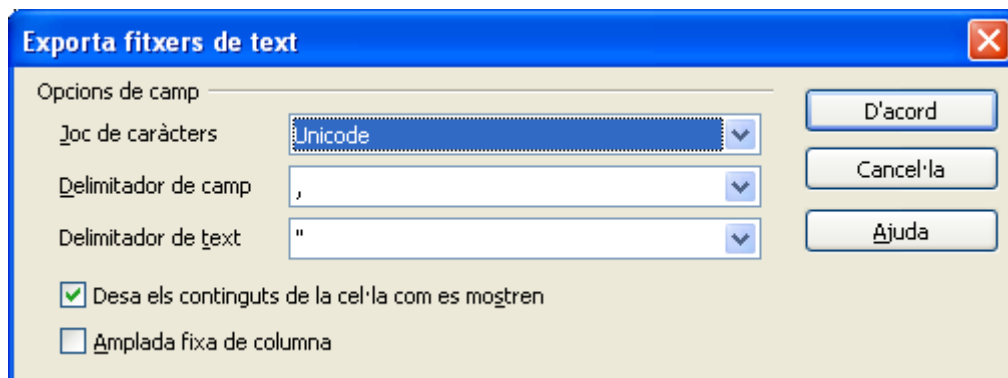 Exporta fitxers de text
Opcions de camp
Joc de caràcters
Unicode
Delimitador de camp
,
Delimitador de text
"
Desa els continguts de la cel·la com es mostren
Amplada fixa de columna
D'acord
Cancel·la
Ajuda